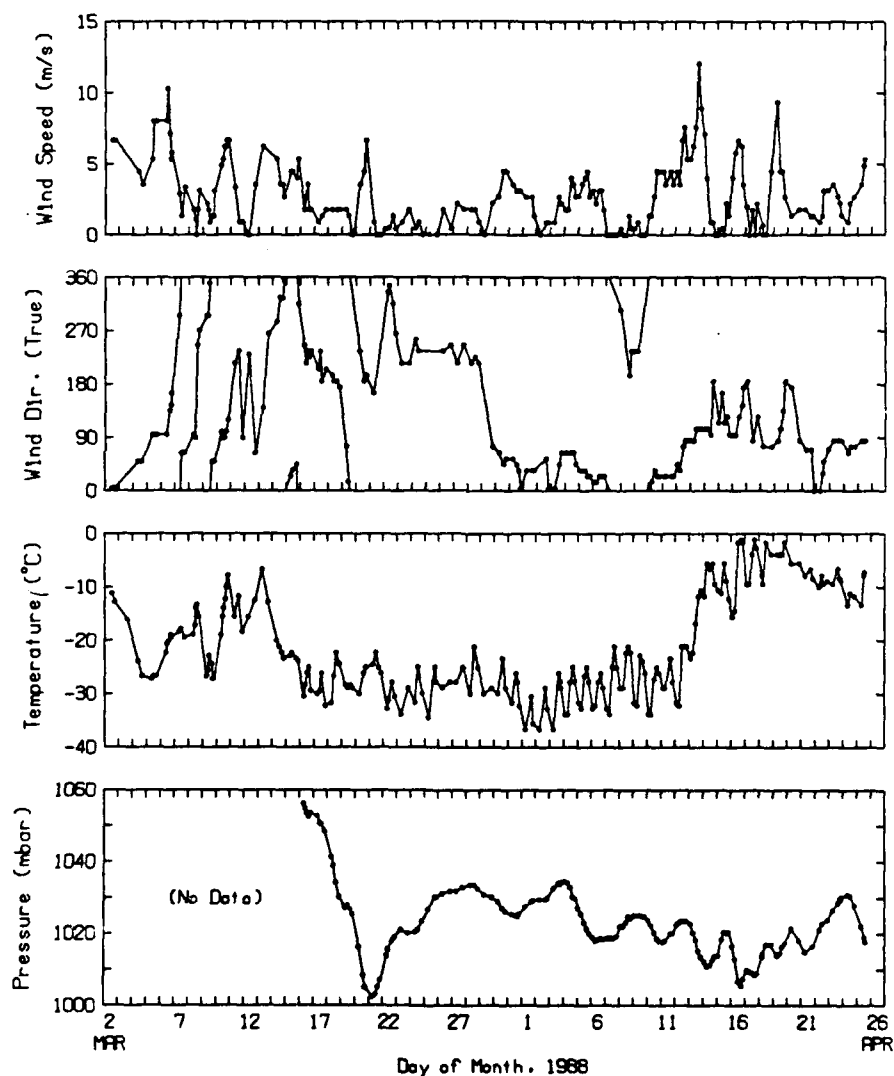 15
10
5
0
Wind Speed (m/s)
360
270
180
90
0
Wind Dir. (True)
0
-10
-20
-30
-40
Temperature (°C)
1060
1040
1020
1000
Pressure (mbar)
(No Data)
2 7 12 17 22 27 1 6 11 16 21 26
MAR APR
Day of Month, 1988